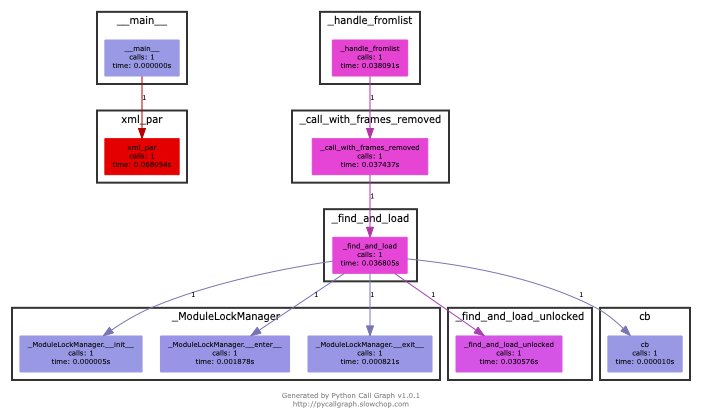 __main__
__main__
calls: 1
time: 0.000000s
_handle_fromlist
_handle_fromlist
calls: 1
time: 0.038091s
1
1
xml_par
xml_par
calls: 1
time: 0.069054s
_call_with_frames_removed
_call_with_frames_removed
calls: 1
time: 0.037437s
1
_find_and_load
_find_and_load
calls: 1
time: 0.036805s
1
1
1
1
1
_ModuleLockManager
_ModuleLockManager.__init__
calls: 1
time: 0.000005s
_ModuleLockManager.__enter__
calls: 1
time: 0.001878s
_ModuleLockManager.__exit__
calls: 1
time: 0.000821s
_find_and_load_unlocked
_find_and_load_unlocked
calls: 1
time: 0.030576s
cb
cb
calls: 1
time: 0.000010s
Generated by Python Call Graph v1.0.1
http://pycallgraph.slowchop.com